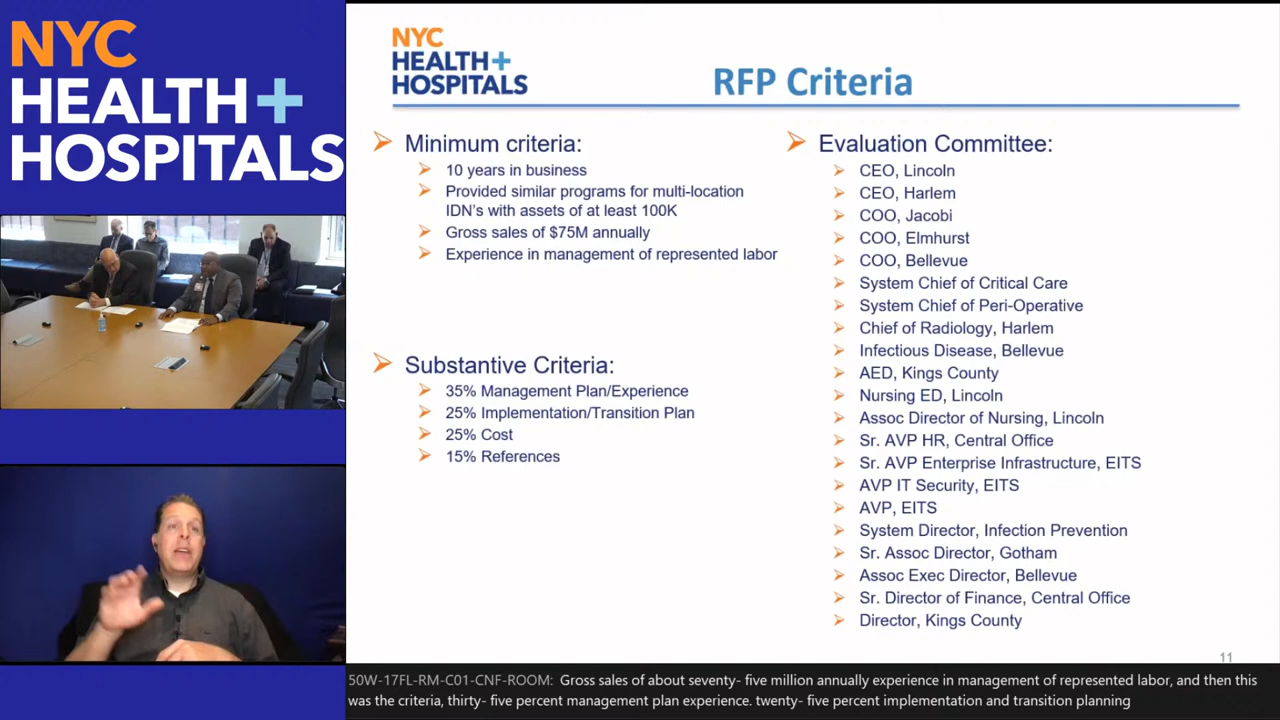 NYC
HEALTH+
HOSPITALS
NYC
HEALTH+
HOSPITALS
RFP Criteria
Minimum criteria:
10 years in business
Provided similar programs for multi-location
IDN's with assets of at least 100K
Gross sales of $75M annually
Experience in management of represented labor
Substantive Criteria:
35% Management Plan/Experience
25% Implementation/Transition Plan
25% Cost
15% References
Evaluation Committee:
CEO, Lincoln
CEO, Harlem
COO, Jacobi
COO, Elmhurst
COO, Bellevue
System Chief of Critical Care
System Chief of Peri-Operative
Chief of Radiology, Harlem
Infectious Disease, Bellevue
AED, Kings County
Nursing ED, Lincoln
Assoc Director of Nursing, Lincoln
Sr. AVP HR, Central Office
Sr. AVP Enterprise Infrastructure, EITS
AVP IT Security, EITS
AVP, EITS
System Director, Infection Prevention
Sr. Assoc Director, Gotham
Assoc Exec Director, Bellevue
Sr. Director of Finance, Central Office
Director, Kings County
11
50W-17FL-RM-C01-CNF-ROOM: Gross sales of about seventy- five million annually experience in management of represented labor, and then this
was the criteria, thirty- five percent management plan experience. twenty- five percent implementation and transition planning